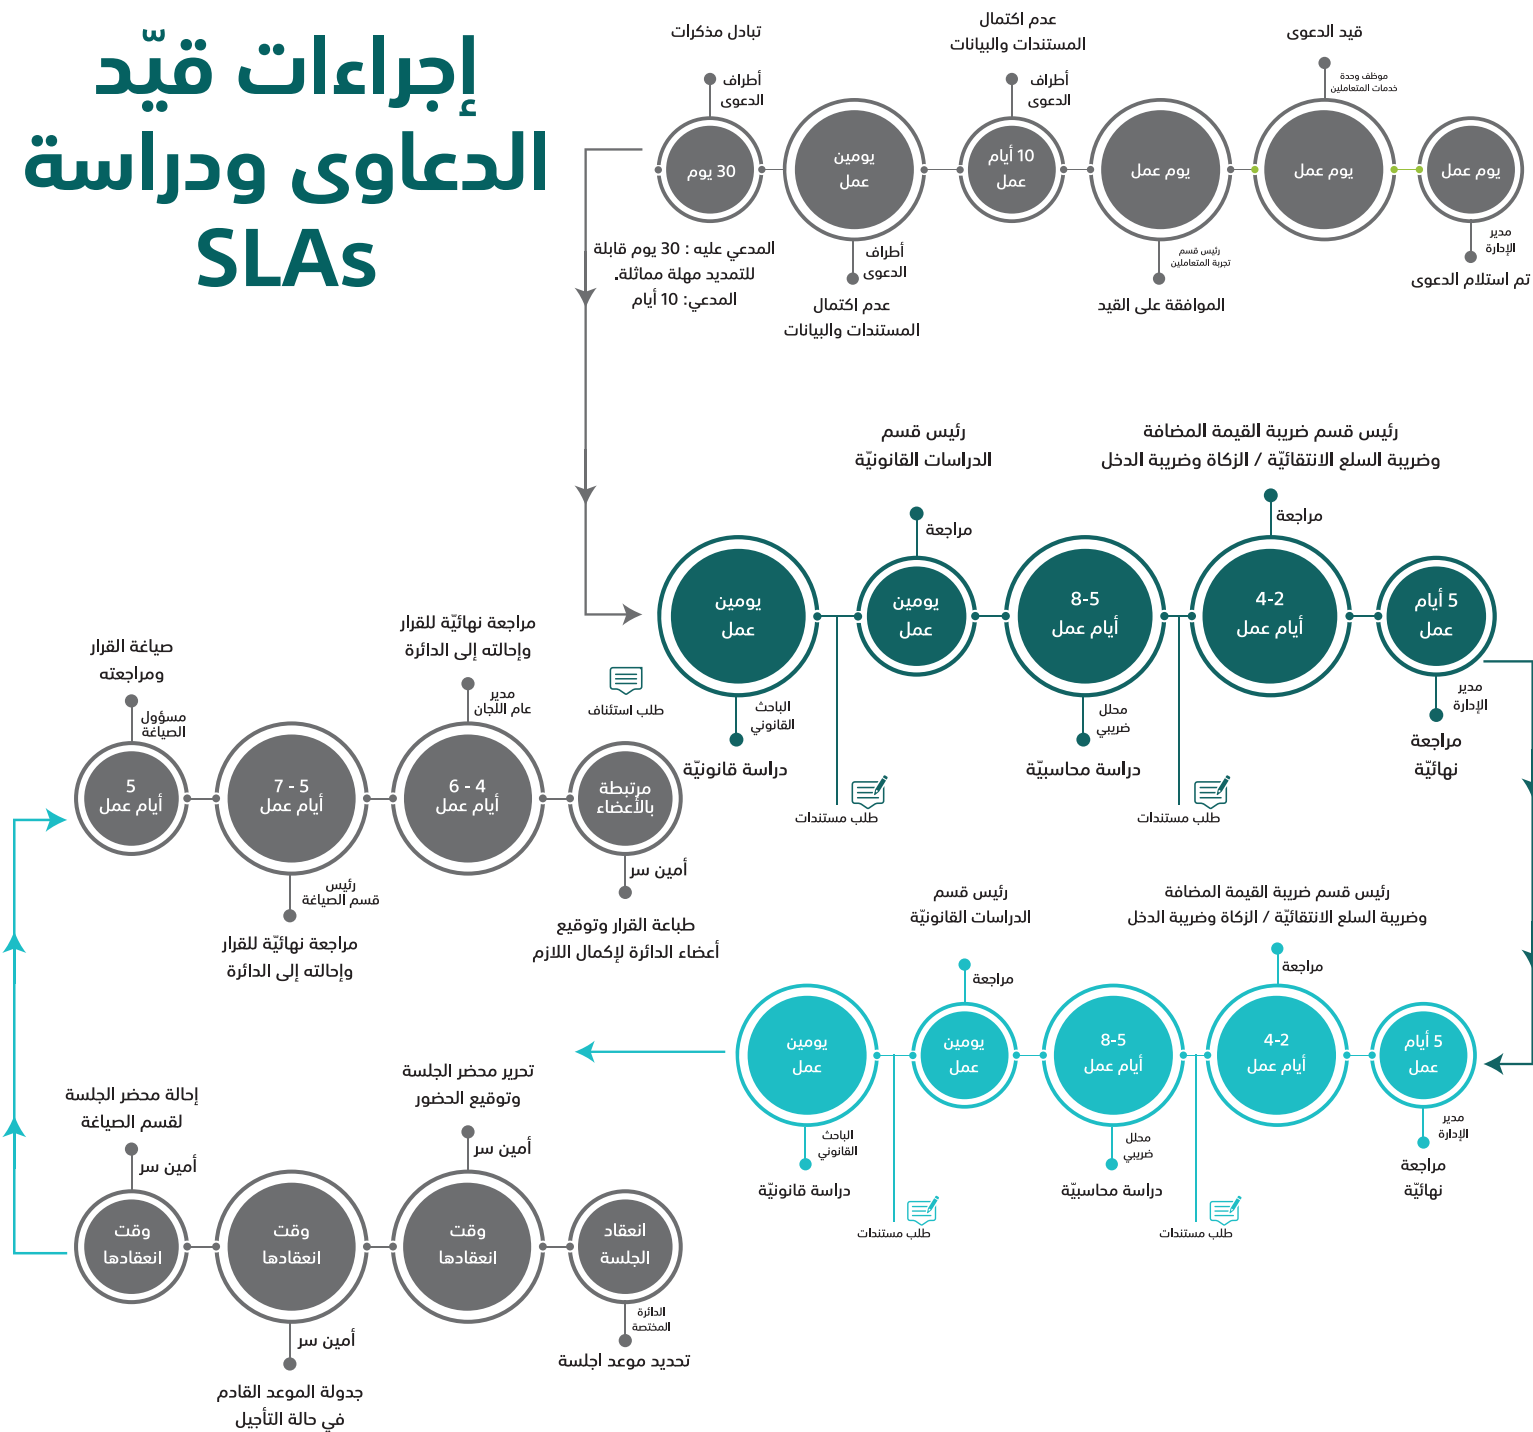 إجراءات قيّد
الدعاوى ودراسة
SLAs
يوم عمل
مدير
الإدارة
تم استلام الدعوى
قيد الدعوى
موظف وحدة
خدمات المتعاملين
يوم عمل
يوم عمل
رئيس قسم
تجربة المتعاملين
الموافقة على القيد
عدم اكتمال
المستندات والبيانات
أطراف
الدعوى
10 أيام
عمل
يومين
عمل
أطراف
الدعوى
عدم اكتمال
المستندات والبيانات
تبادل مذكرات
أطراف
الدعوى
30 يوم
المدعي عليه : 30 يوم قابلة
للتمديد مهلة مماثلة.
المدعي: 10 أيام
رئيس قسم ضريبة القيمة المضافة
وضريبة السلع الانتقائيّة / الزكاة وضريبة الدخل
رئيس قسم
الدراسات القانونيّة
مراجعة
مراجعة
5 أيام
عمل
4-2
أيام عمل
8-5
أيام عمل
يومين
عمل
يومين
عمل
مدير
الإدارة
مراجعة
نهائيّة
محلل
ضريبي
دراسة محاسبيّة
الباحث
القانوني
دراسة قانونيّة
طلب مستندات
طلب مستندات
طلب استئناف
رئيس قسم ضريبة القيمة المضافة
وضريبة السلع الانتقائيّة / الزكاة وضريبة الدخل
رئيس قسم
الدراسات القانونيّة
مراجعة
مراجعة
5 أيام
عمل
4-2
أيام عمل
8-5
أيام عمل
يومين
عمل
يومين
عمل
مدير
الإدارة
مراجعة
نهائيّة
محلل
ضريبي
دراسة محاسبيّة
الباحث
القانوني
دراسة قانونيّة
طلب مستندات
طلب مستندات
انعقاد
الجلسة
الدائرة
المختصة
تحديد موعد اجلسة
تحرير محضر الجلسة
وتوقيع الحضور
أمين سر
وقت
انعقادها
وقت
انعقادها
أمين سر
جدولة الموعد القادم
في حالة التأجيل
إحالة محضر الجلسة
لقسم الصياغة
أمين سر
وقت
انعقادها
صياغة القرار
ومراجعته
مسؤول
الصياغة
5
أيام عمل
7 - 5
أيام عمل
رئيس
قسم الصياغة
مراجعة نهائيّة للقرار
وإحالته إلى الدائرة
مراجعة نهائيّة للقرار
وإحالته إلى الدائرة
مدير
عام اللجان
6 - 4
أيام عمل
مرتبطة
بالأعضاء
أمين سر
طباعة القرار وتوقيع
أعضاء الدائرة لإكمال اللازم